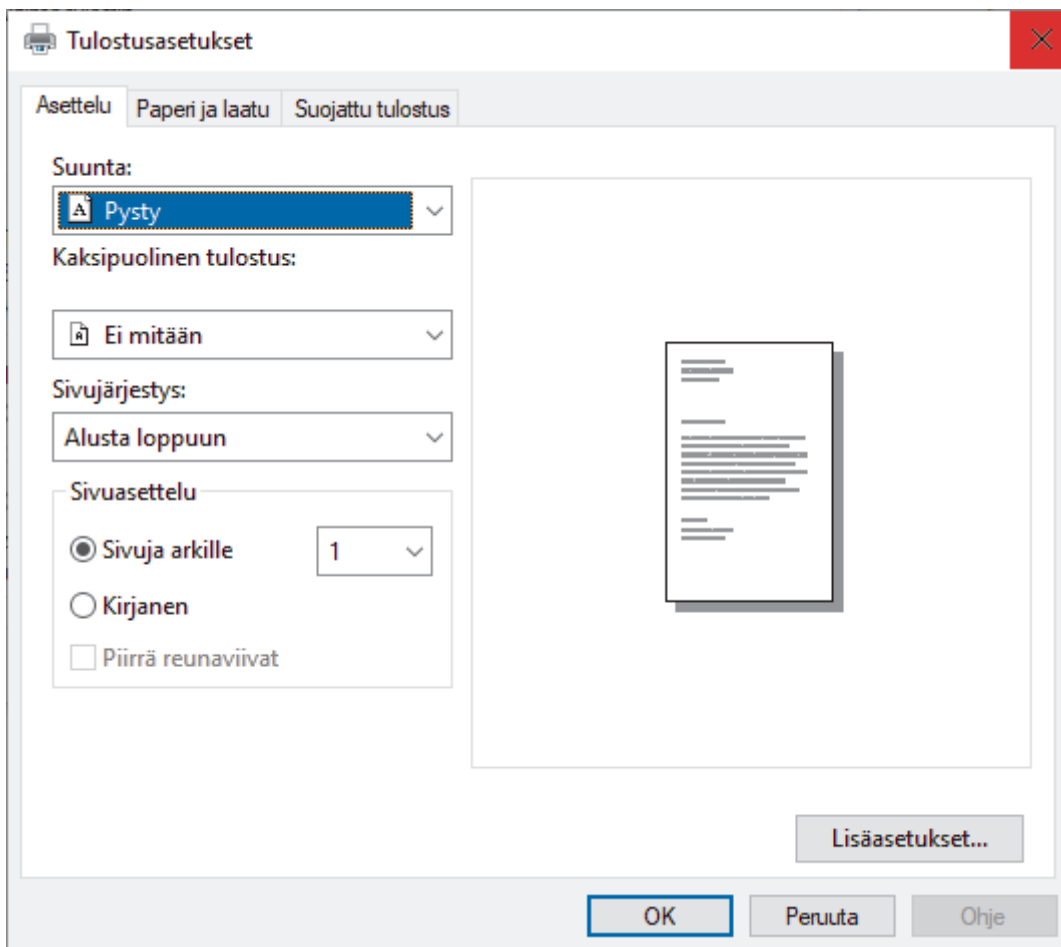 Tulostusasetukset
Asettelu Paperi ja laatu Suojattu tulostus
Suunta:
A Pysty
Kaksipuolinen tulostus:
A Ei mitään
Sivujärjestys:
Alusta loppuun
Sivuasettelu
Sivuja arkille 1
Kirjanen
Piirrä reunaviivat
Lisäasetukset...
OK Peruuta Ohje